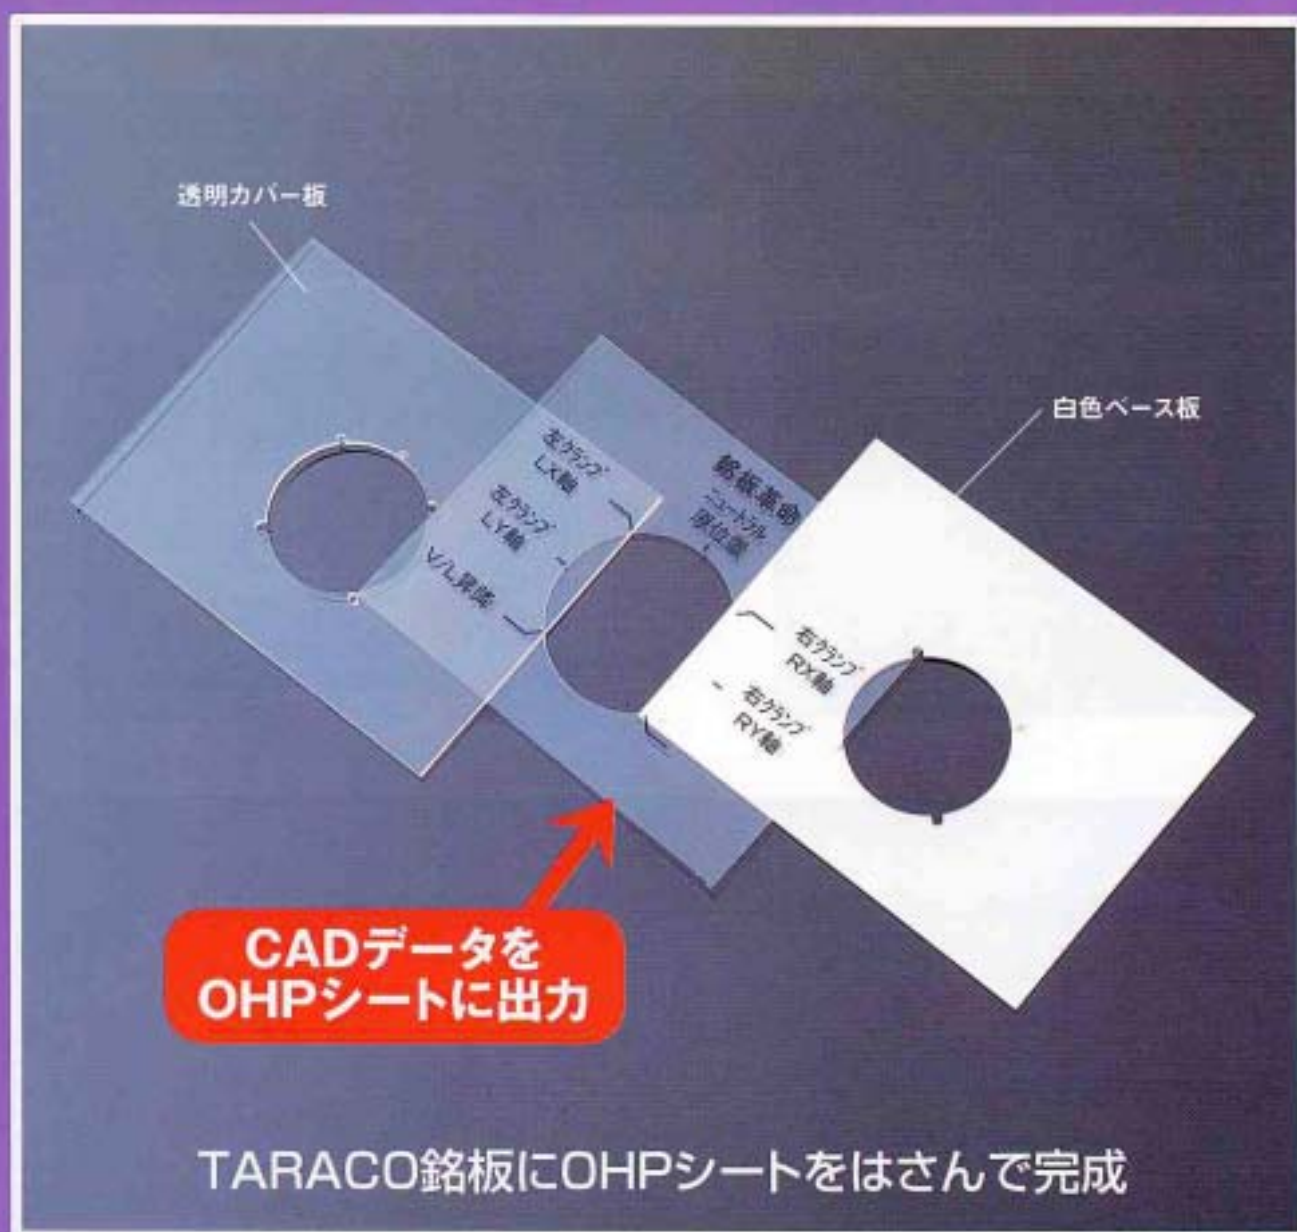 透明カバー板
白色ベース板
左クランプ
LX軸
左クランプ
LY軸
V/L昇降
銘板革命
ニュートラル
原位置
右クランプ
RX軸
右クランプ
RY軸
CADデータを
OHPシートに出力
TARACO銘板にOHPシートをはさんで完成